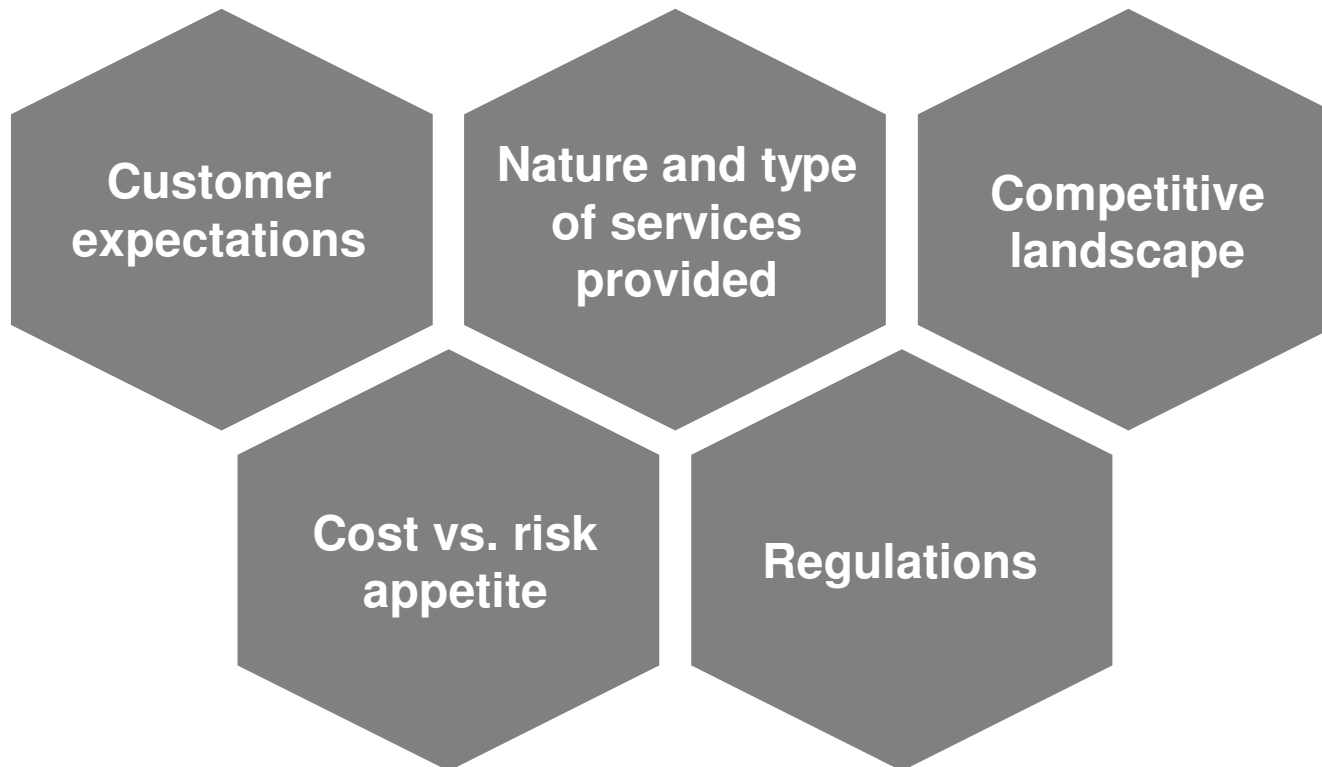 Customer
expectations
Nature and type
of services
provided
Competitive
landscape
Cost vs. risk
appetite
Regulations